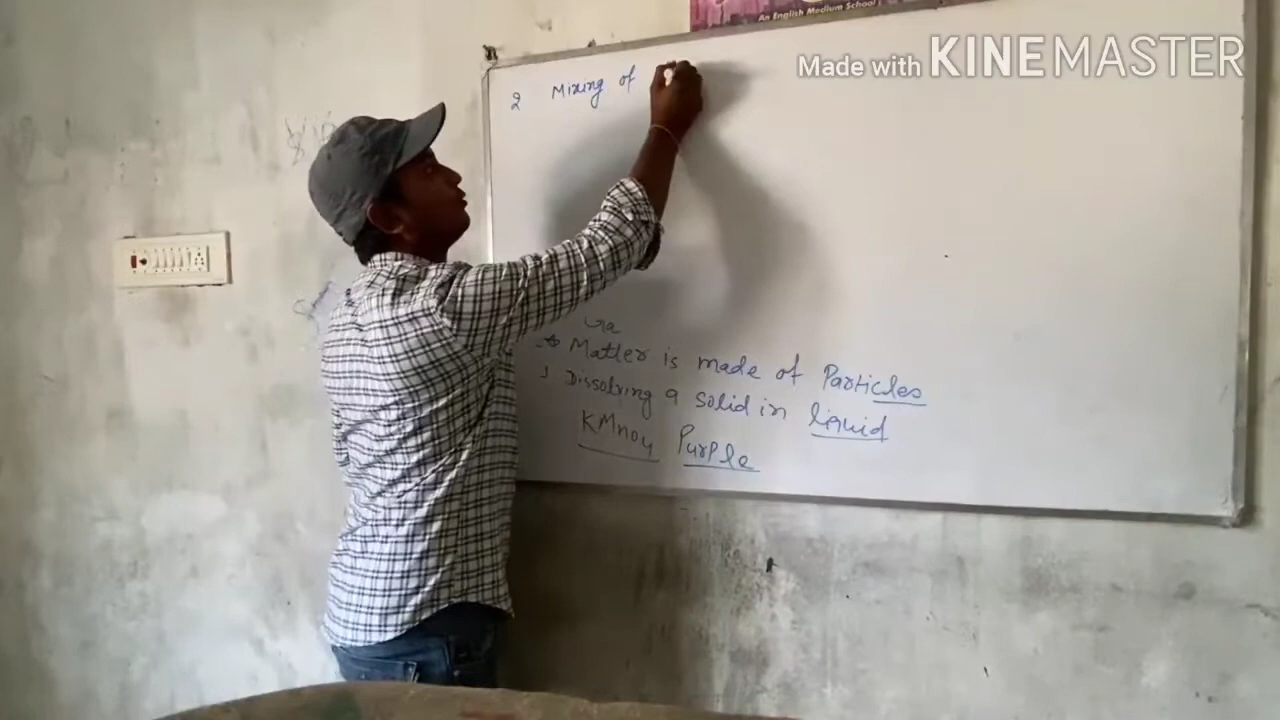 An English Medium School
Made with KINEMASTER
2 Mixing of
Matter is made of Particles
1 Dissolving a solid in liquid
KMnO4 Purple